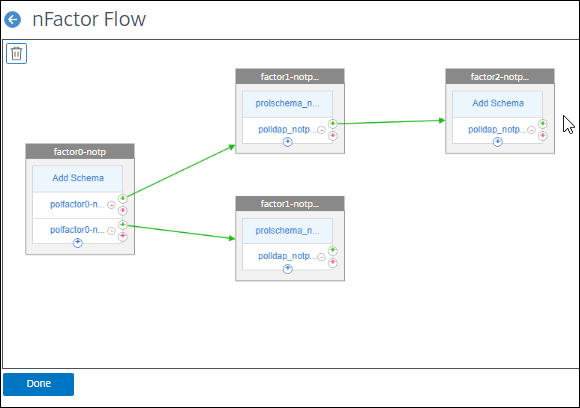 nFactor Flow
factor0-notp
Add Schema
polfactor0-n...
polfactor0-n...
factor1-notp...
prolschema_n...
polldap_notp...
factor2-notp...
Add Schema
polldap_notp...
factor1-notp...
prolschema_n...
polldap_notp...
Done